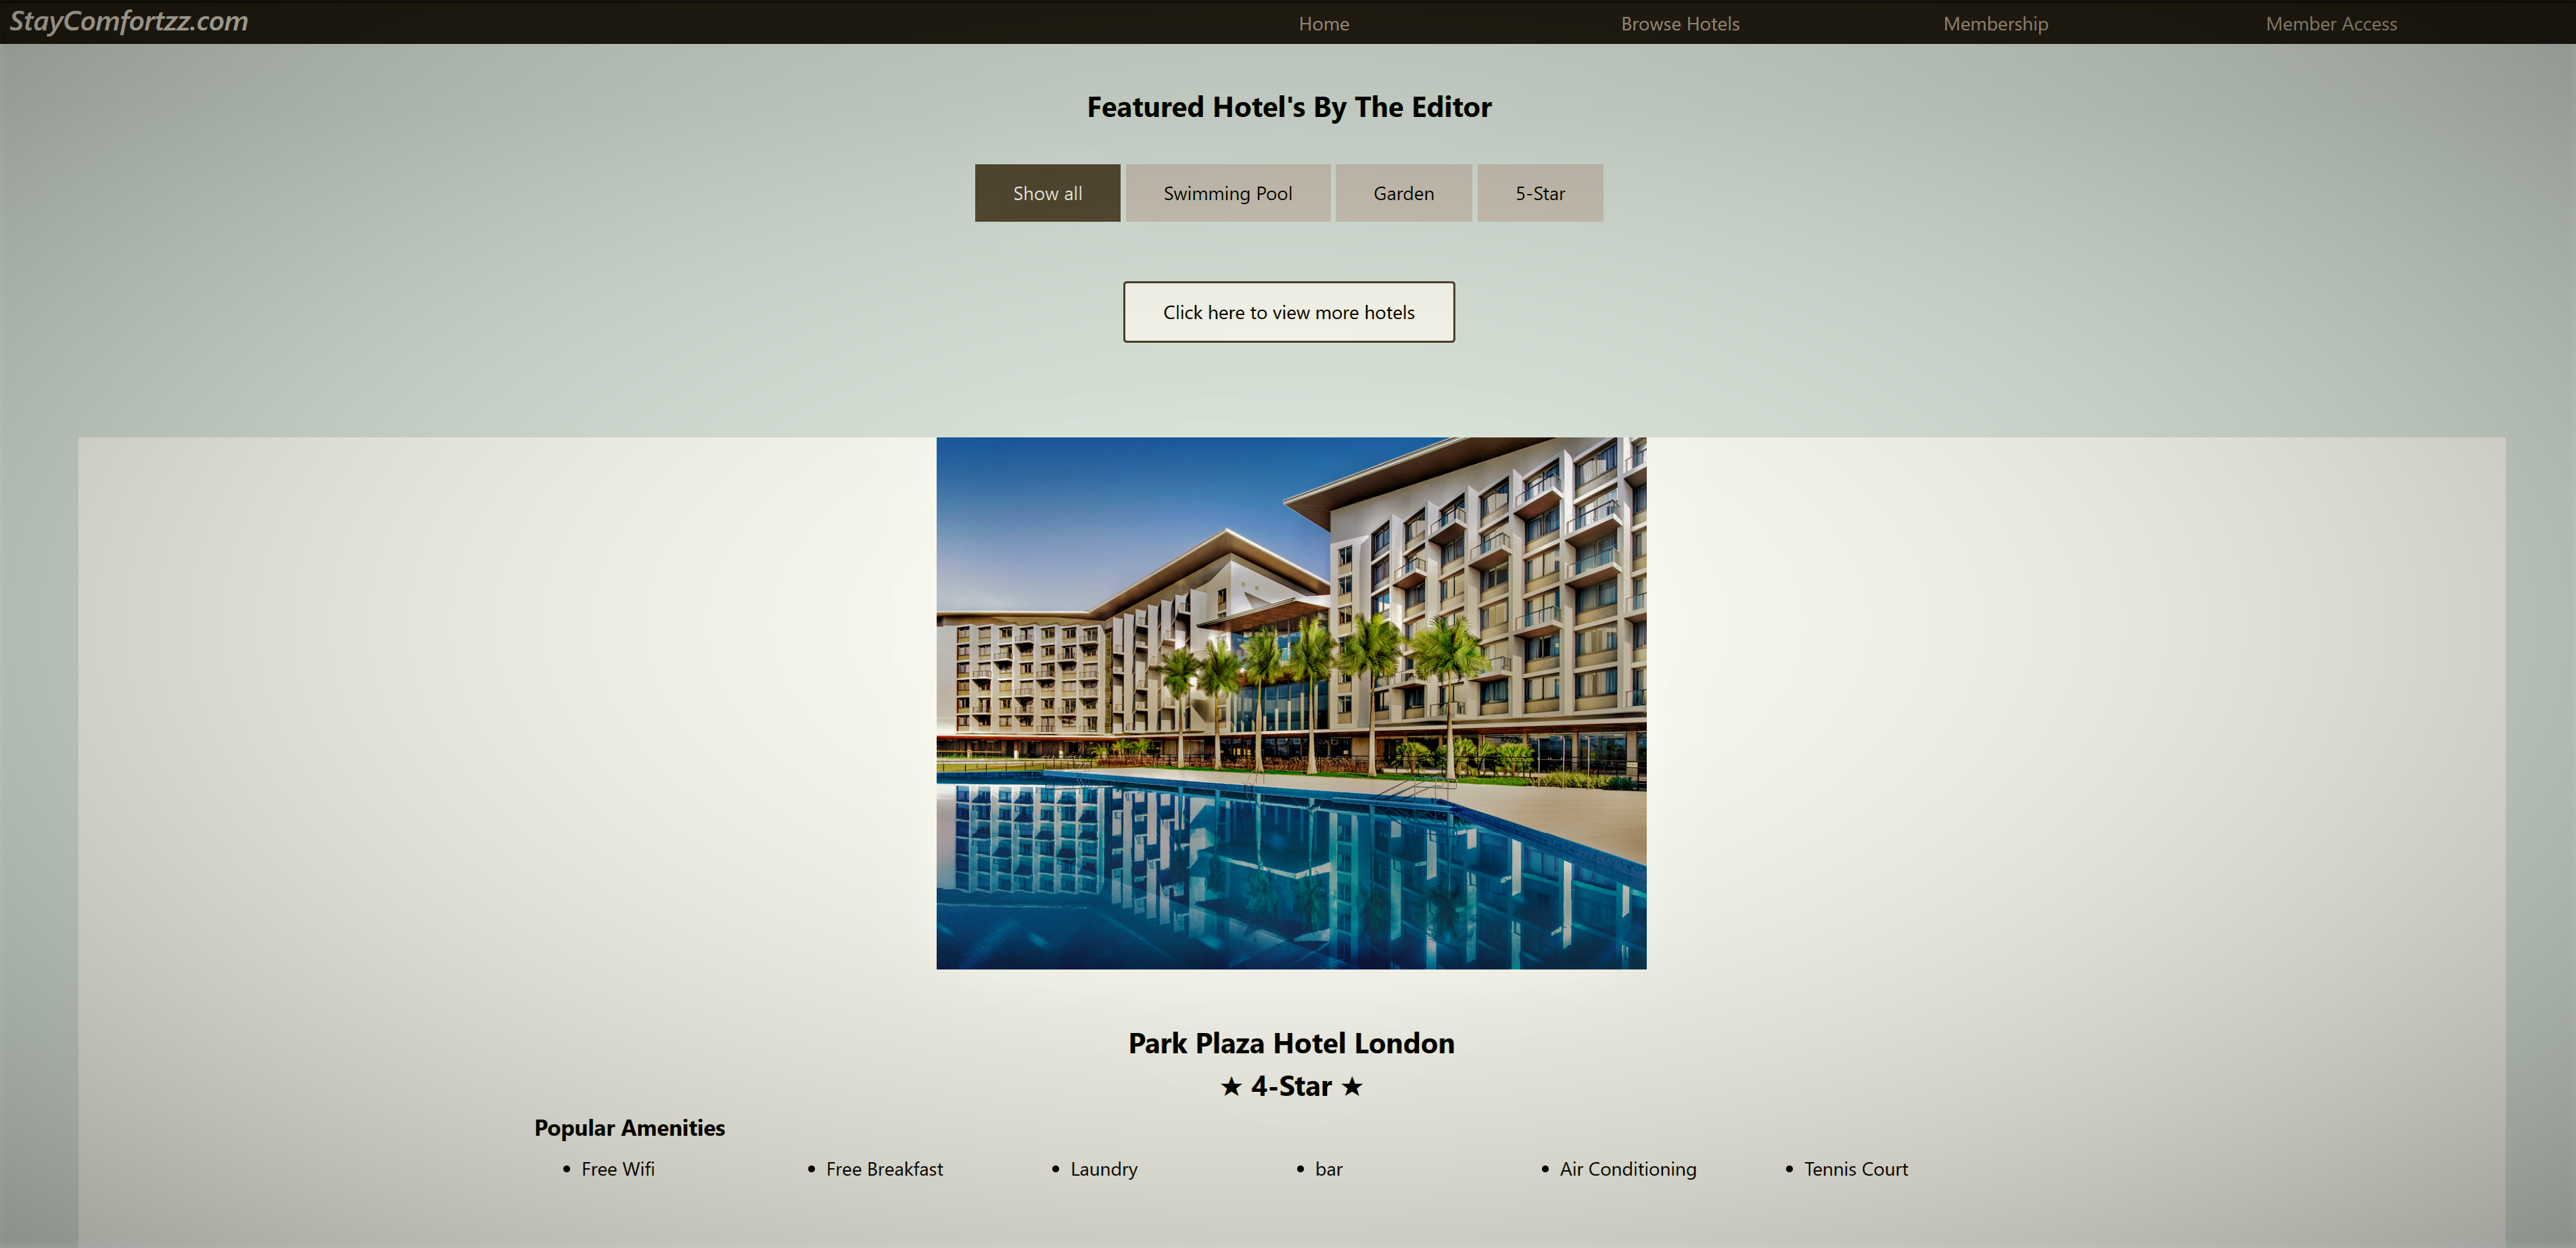 StayComfortzz.com Home Browse Hotels Membership Member Access
Featured Hotel's By The Editor
Show all Swimming Pool Garden 5-Star
Click here to view more hotels
Park Plaza Hotel London
★ 4-Star ★
Popular Amenities
• Free Wifi • Free Breakfast • Laundry • bar • Air Conditioning • Tennis Court